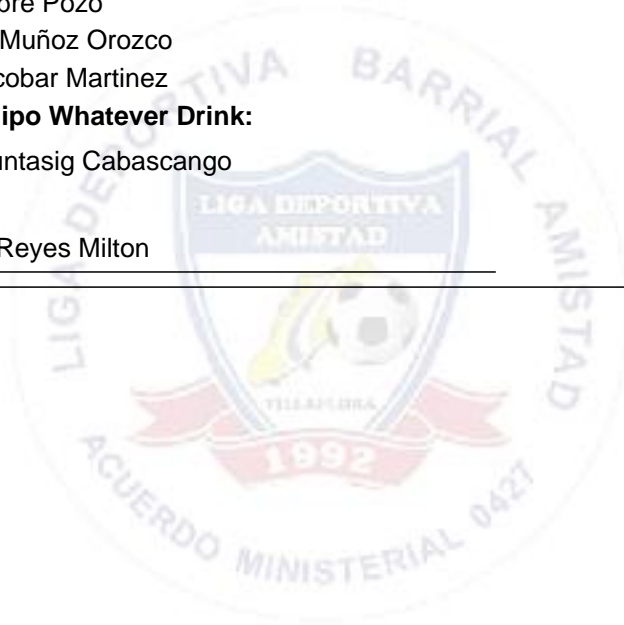 bre Pozo
Muñoz Orozco
cobar Martinez
ipo Whatever Drink:
untasig Cabascango
Reyes Milton
LIGA DEPORTIVA BARRIAL AMISTAD
LIGA DEPORTIVA
AMISTAD
VILLAFLORA
1992
ACUERDO MINISTERIAL 0427